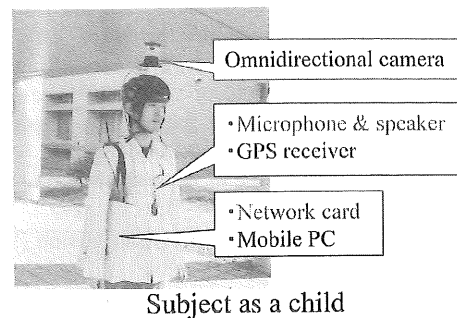 Omnidirectional camera
・Microphone & speaker
・GPS receiver
・Network card
・Mobile PC
Subject as a child